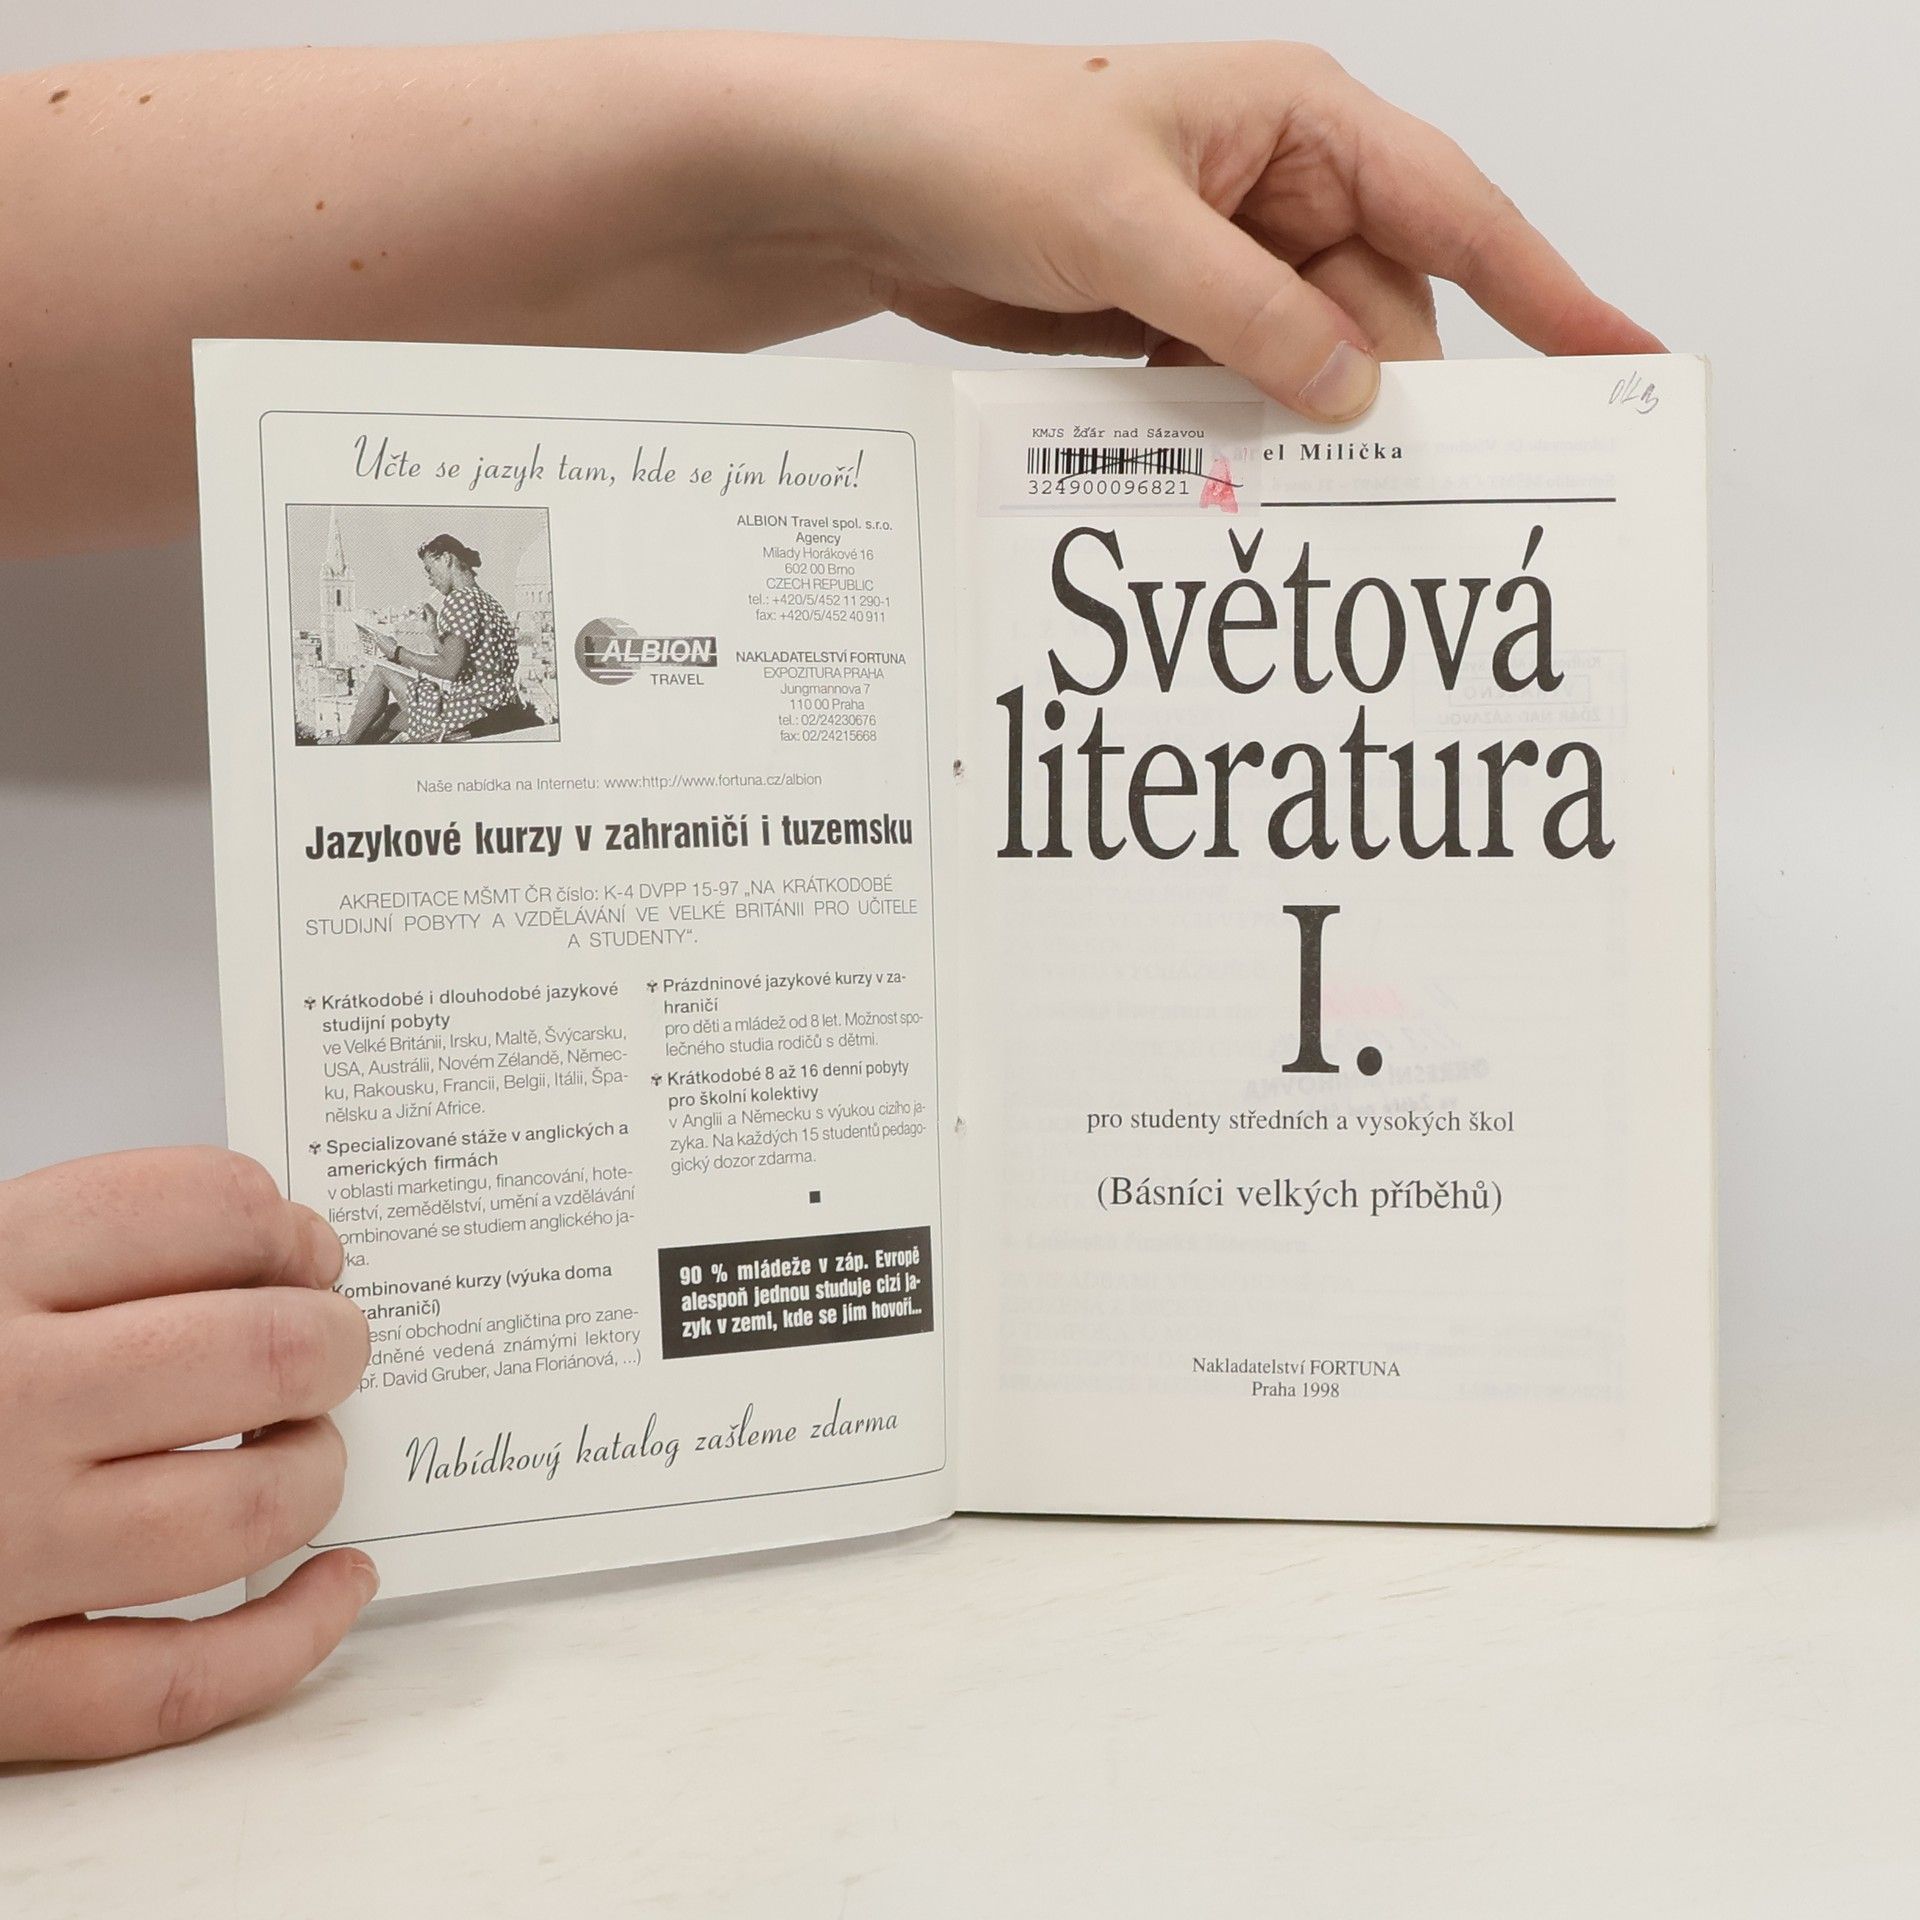 Učte se jazyk tam, kde se jím hovoří!
ALBION Travel spol. s.r.o.
Agency
Milady Horákové 16
602 00 Brno
CZECH REPUBLIC
tel.: +420/5/452 11 290-1
fax: +420/5/452 40 911
ALBION
TRAVEL
NAKLADATELSTVÍ FORTUNA
EXPOZITURA PRAHA
Jungmannova 7
110 00 Praha
tel.: 02/24230676
fax: 02/24215668
Naše nabídka na Internetu: www:http://www.fortuna.cz/albion
Jazykové kurzy v zahraničí i tuzemsku
AKREDITACE MŠMT ČR číslo: K-4 DVPP 15-97 „NA KRÁTKODOBÉ
STUDIJNÍ POBYTY A VZDĚLÁVÁNÍ VE VELKÉ BRITÁNII PRO UČITELE
A STUDENTY“.
Krátkodobé i dlouhodobé jazykové
studijní pobyty
ve Velké Británii, Irsku, Maltě, Švýcarsku,
USA, Austrálii, Novém Zélandě, Němec-
ku, Rakousku, Francii, Belgii, Itálii, Špa-
nělsku a Jižní Africe.
Specializované stáže v anglických a
amerických firmách
v oblasti marketingu, financování, hote-
liérství, zemědělství, umění a vzdělávání
ombinované se studiem anglického ja-
ka.
Kombinované kurzy (výuka doma
zahraničí)
esní obchodní angličtina pro zane-
dněné vedená známými lektory
př. David Gruber, Jana Floriánová, ...)
Prázdninové jazykové kurzy v za-
hraničí
pro děti a mládež od 8 let. Možnost spo-
lečného studia rodičů s dětmi.
Krátkodobé 8 až 16 denní pobyty
pro školní kolektivy
v Anglii a Německu s výukou cizího ja-
zyka. Na každých 15 studentů pedago-
gický dozor zdarma.
90 % mládeže v záp. Evropě
alespoň jednou studuje cizí ja-
zyk v zemi, kde se jím hovoří...
Nabídkový katalog zašleme zdarma
KMJS Žďár nad Sázavou
324900096821
A
Karel Milička
Světová
literatura
I.
pro studenty středních a vysokých škol
(Básníci velkých příběhů)
Nakladatelství FORTUNA
Praha 1998